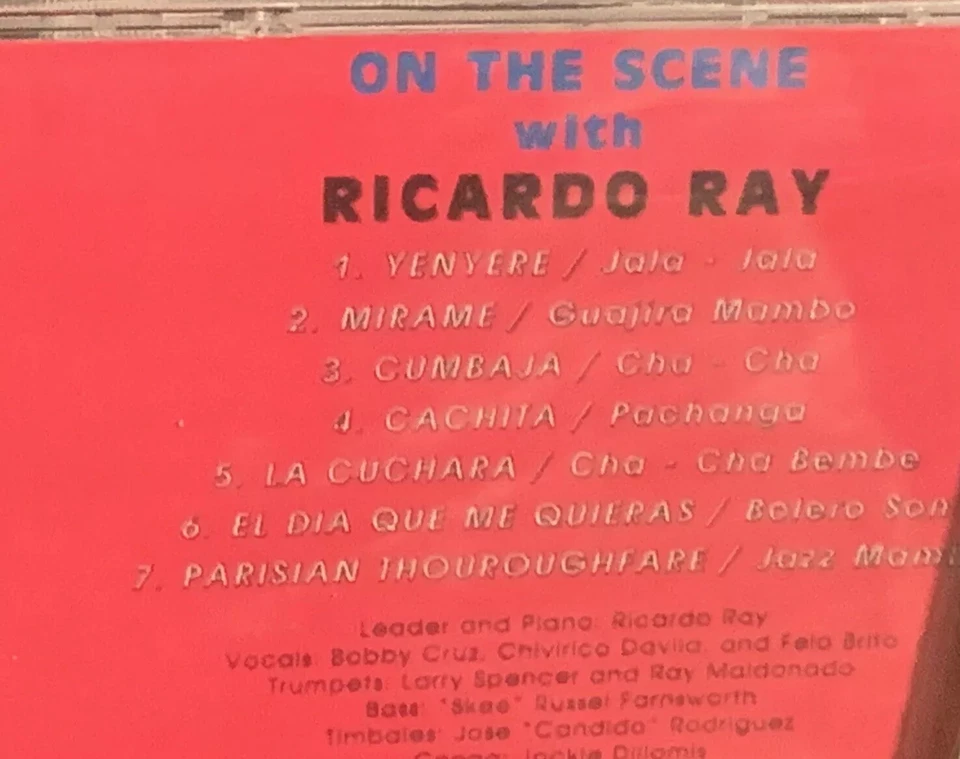 ON THE SCENE
with
RICARDO RAY
1. YENYERE / Jala - Jala
2. MIRAME / Guajira Mambo
3. CUMBAJA / Cha - Cha
4. CACHITA / Pachanga
5. LA CUCHARA / Cha - Cha Bembe
6. EL DIA QUE ME QUIERAS / Bolero Son
7. PARISIAN THOUROUGHFARE / Jazz
Leader and Piano: Ricardo Ray
Vocals: Bobby Cruz, Chivirico Davila, and Felo Brito
Trumpets: Larry Spencer and Ray Maldonado
Bass: "Skee" Russel Farnsworth
Timbales: Jose "Candido" Rodriguez
Conga: Jackie Dillomis